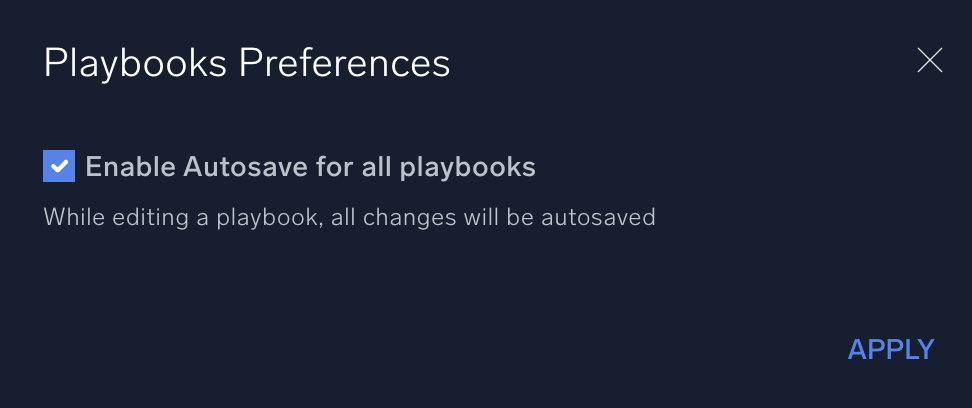 Playbooks Preferences
Enable Autosave for all playbooks
While editing a playbook, all changes will be autosaved
APPLY